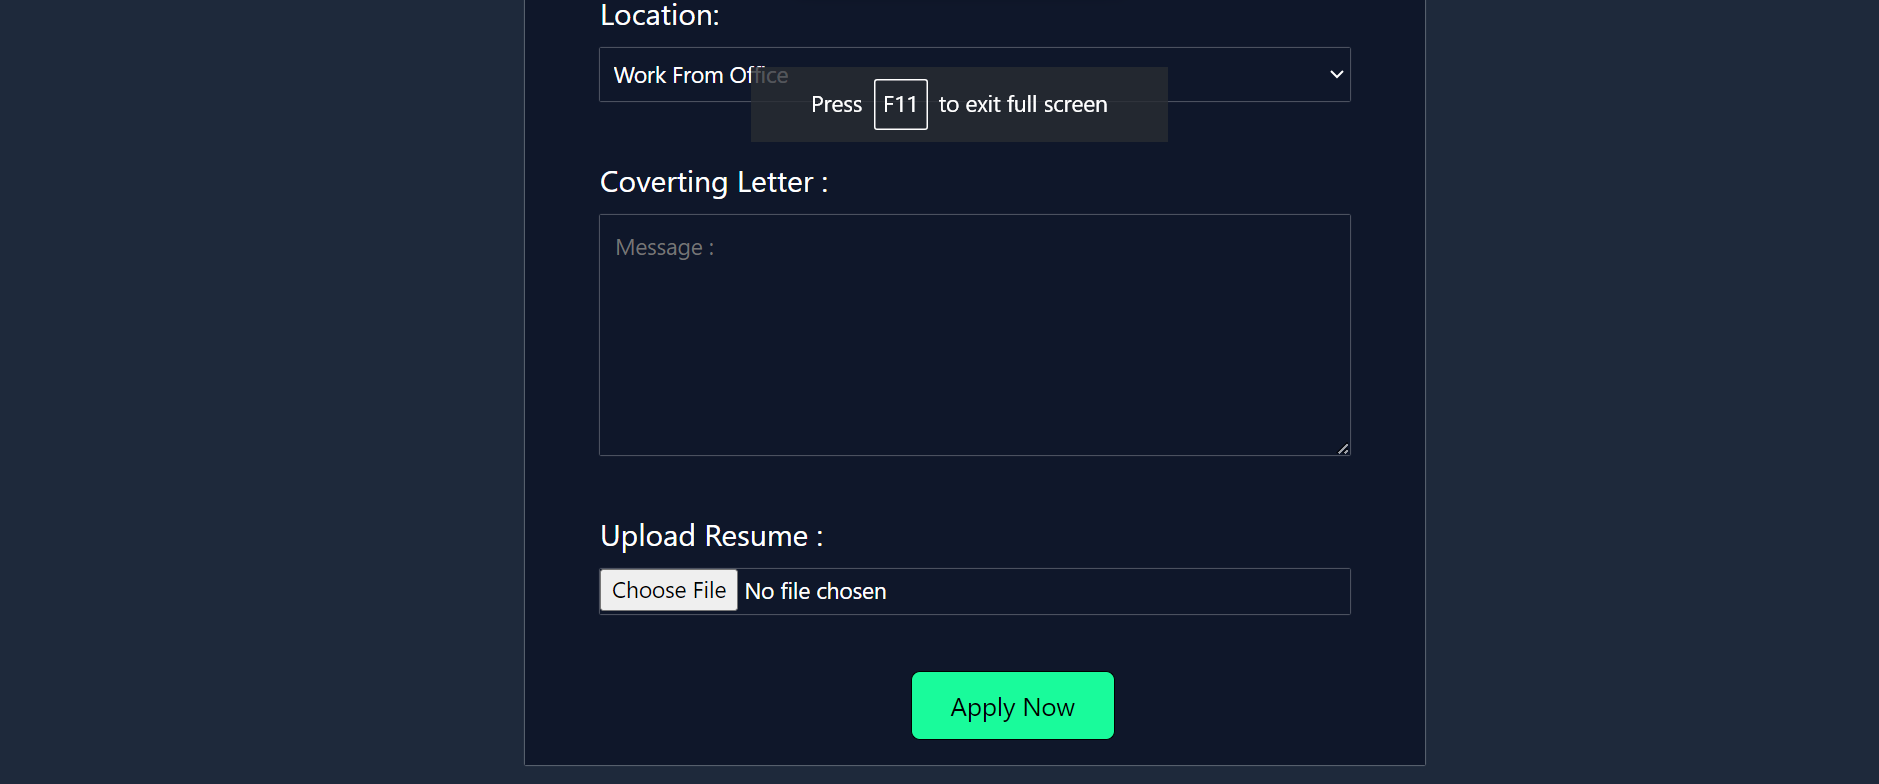 Location:
Work From Office
Press F11 to exit full screen
Coverting Letter :
Message :
Upload Resume :
Choose File No file chosen
Apply Now